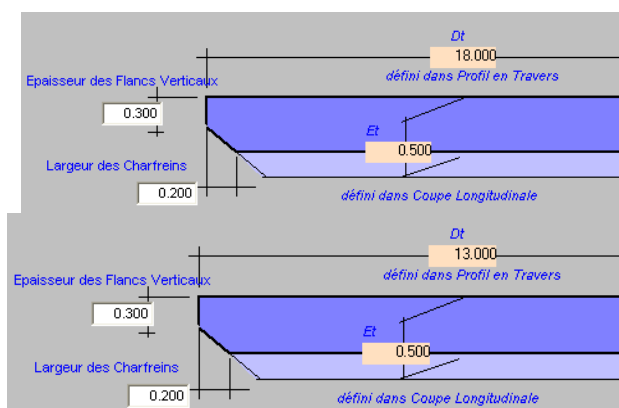 Dt
18.000
défini dans Profil en Travers
Epaisseur des Flancs Verticaux
0.300
Et
0.500
Largeur des Charfreins
0.200
défini dans Coupe Longitudinale
Dt
13.000
défini dans Profil en Travers
Epaisseur des Flancs Verticaux
0.300
Et
0.500
Largeur des Charfreins
0.200
défini dans Coupe Longitudinale